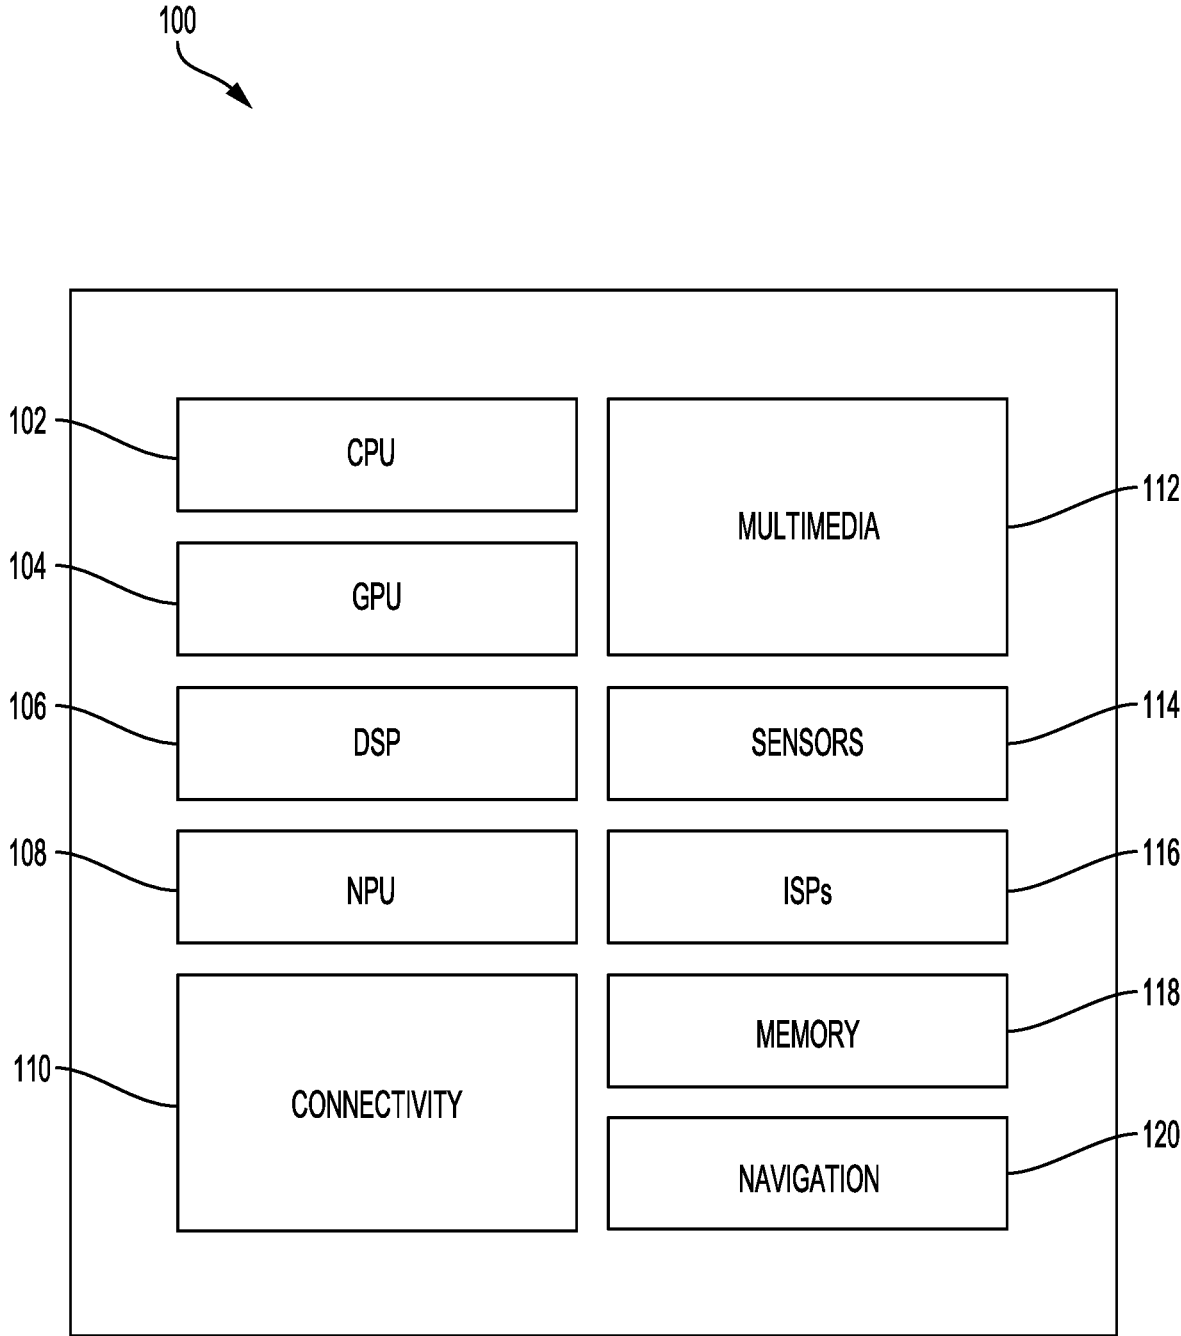 100
102
CPU
MULTIMEDIA
112
104
GPU
106
DSP
SENSORS
114
108
NPU
ISPs
116
110
CONNECTIVITY
MEMORY
118
NAVIGATION
120